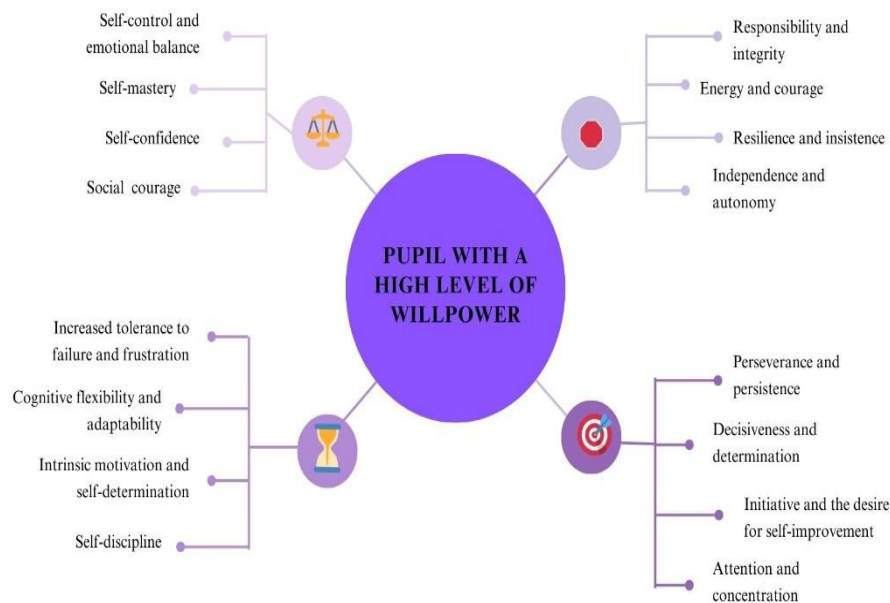 Self-control and
emotional balance
Self-mastery
Self-confidence
Social courage
Responsibility and
integrity
Energy and courage
Resilience and insistence
Independence and
autonomy
PUPIL WITH A
HIGH LEVEL OF
WILLPOWER
Increased tolerance to
failure and frustration
Cognitive flexibility and
adaptability
Intrinsic motivation and
self-determination
Self-discipline
Perseverance and
persistence
Decisiveness and
determination
Initiative and the desire
for self-improvement
Attention and
concentration